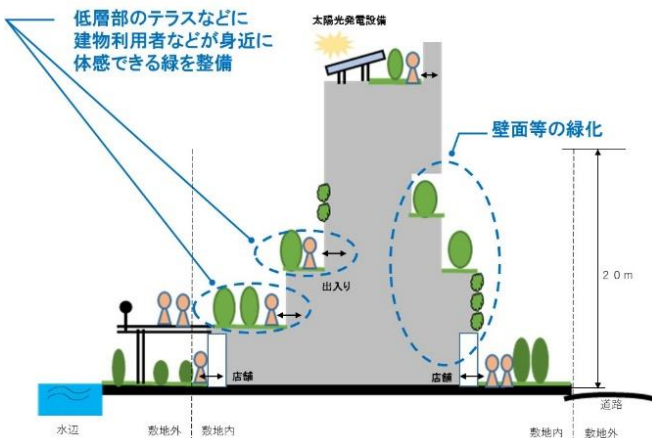 低層部のテラスなどに
建物利用者などが身近に
体感できる緑を整備
太陽光発電設備
壁面等の緑化
２０ｍ
出入り
店舗
店舗
道路
水辺
敷地外
敷地内
敷地内
敷地外